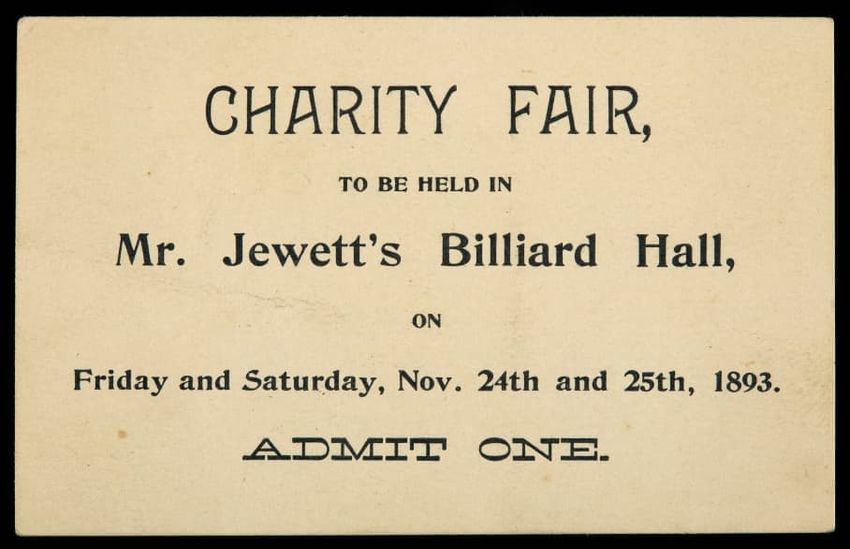 CHARITY FAIR,
TO BE HELD IN
Mr. Jewett's Billiard Hall,
ON
Friday and Saturday, Nov. 24th and 25th, 1893.
ADMIT ONE.